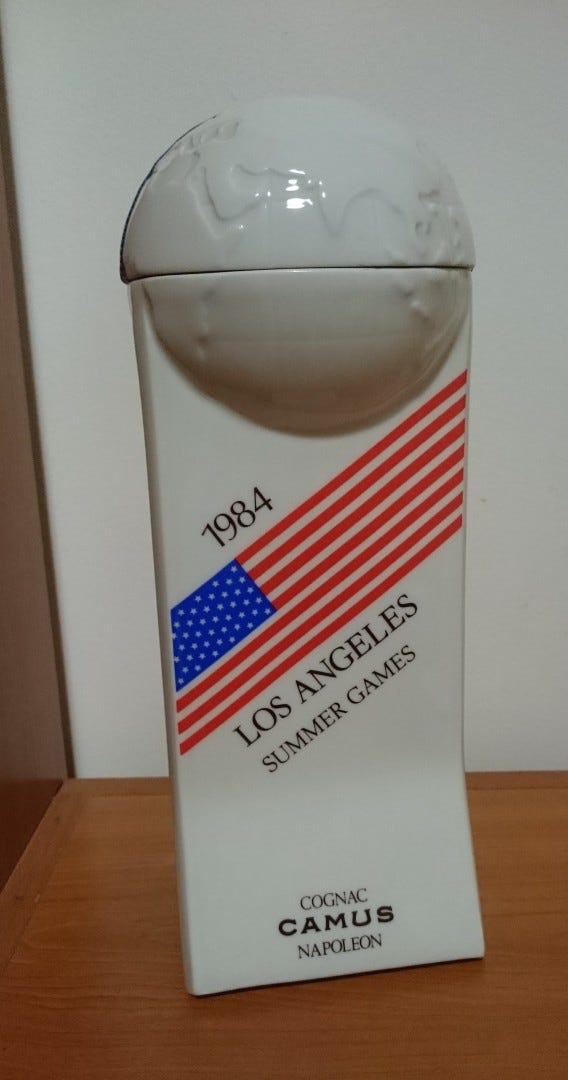 1984
LOS ANGELES
SUMMER GAMES
COGNAC
CAMUS
NAPOLEON